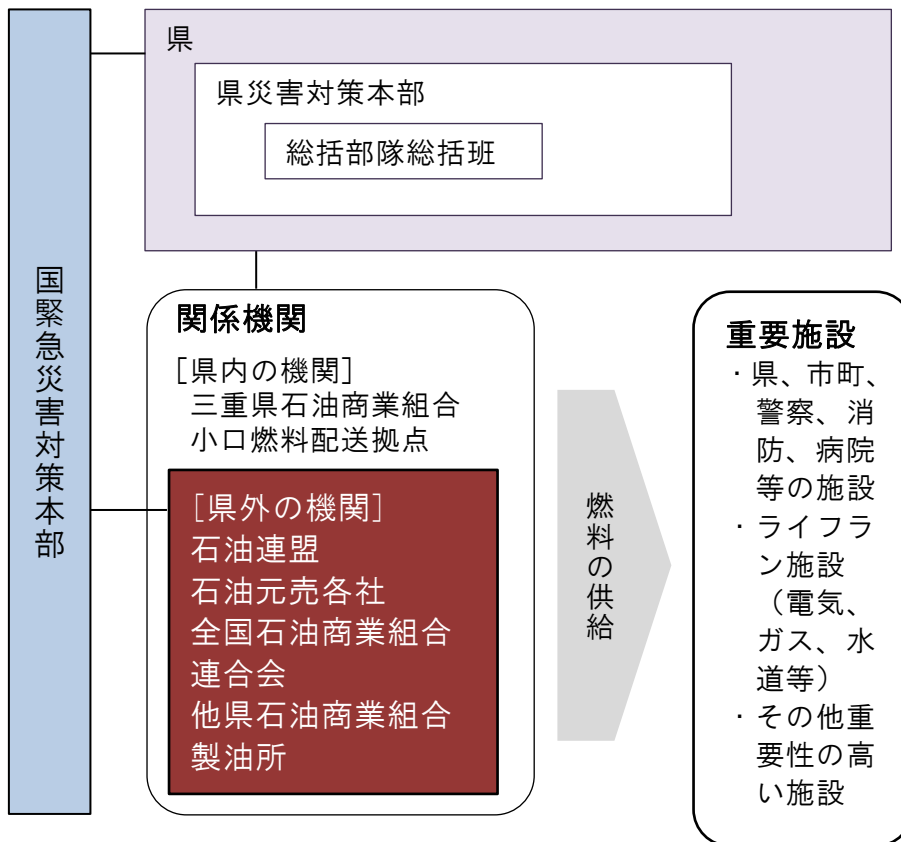 国緊急災害対策本部
県
県災害対策本部
総括部隊総括班
関係機関
［県内の機関］
三重県石油商業組合
小口燃料配送拠点
［県外の機関］
石油連盟
石油元売各社
全国石油商業組合
連合会
他県石油商業組合
製油所
燃料の供給
重要施設
・県、市町、
警察、消
防、病院
等の施設
・ライフラ
ン施設
（電気、
ガス、水
道等）
・その他重
要性の高
い施設